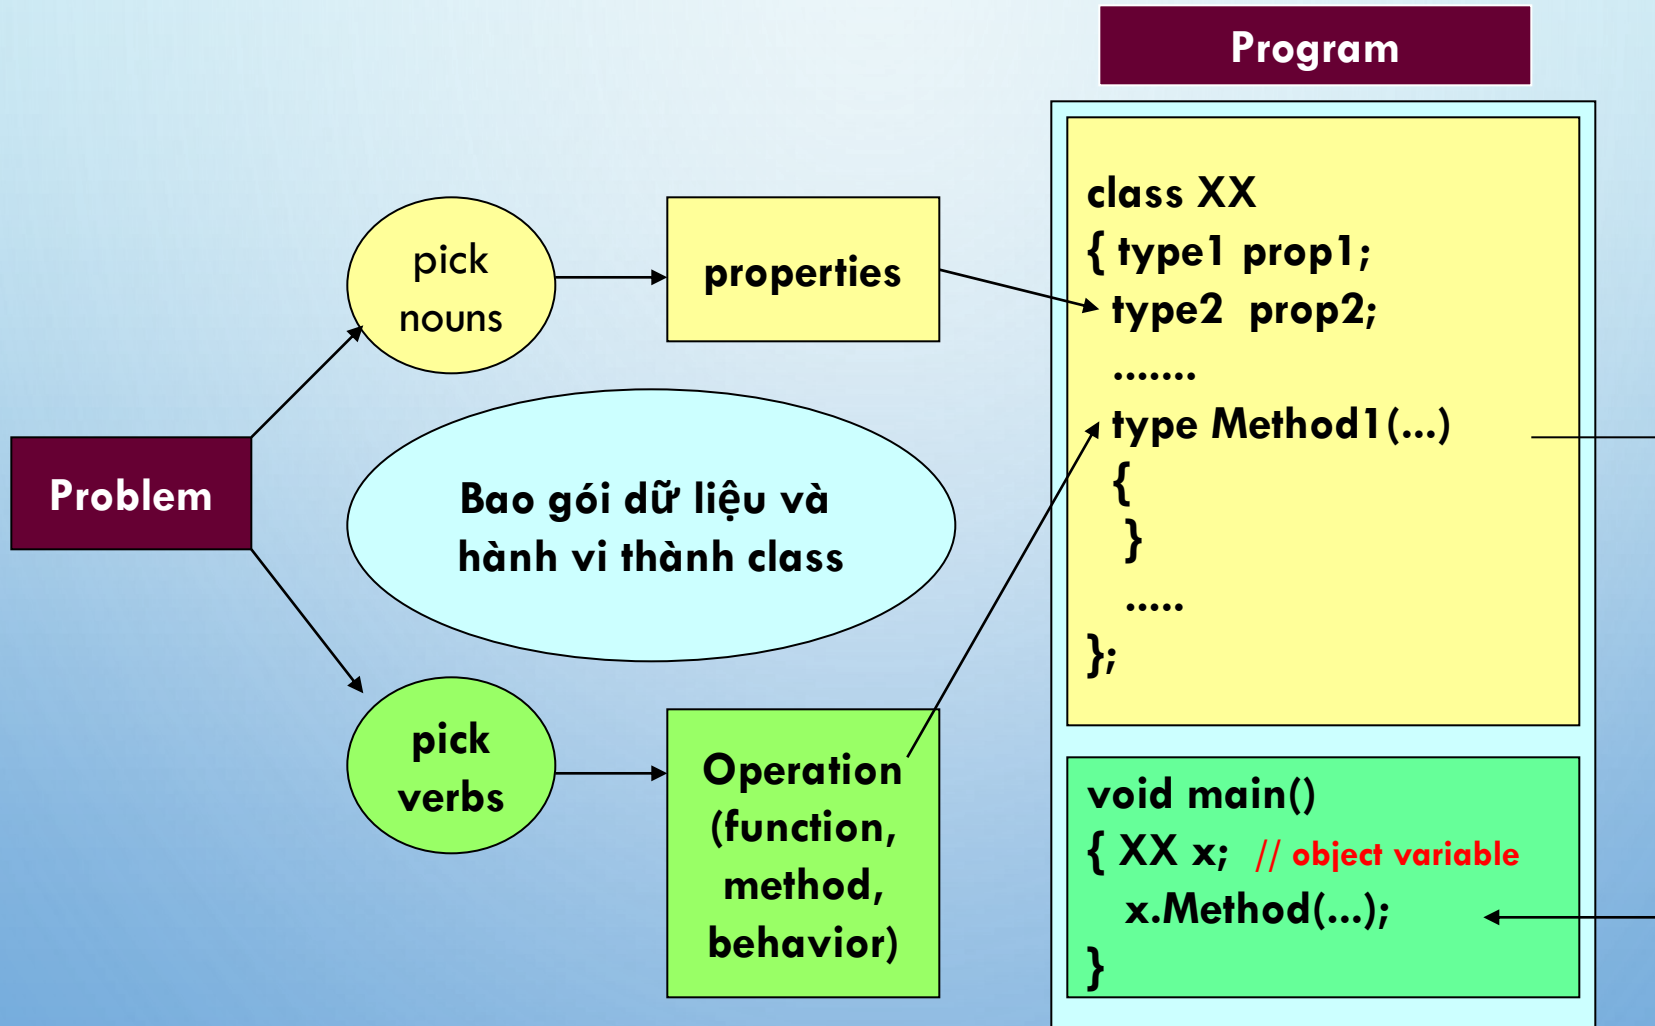 Program
Problem
pick
nouns
properties
Bao gói dữ liệu và
hành vi thành class
pick
verbs
Operation
(function,
method,
behavior)
class XX
{ type1 prop1;
type2 prop2;
.......
type Method1(...)
{
}
.....
};
void main()
{ XX x; // object variable
x.Method(...);
}